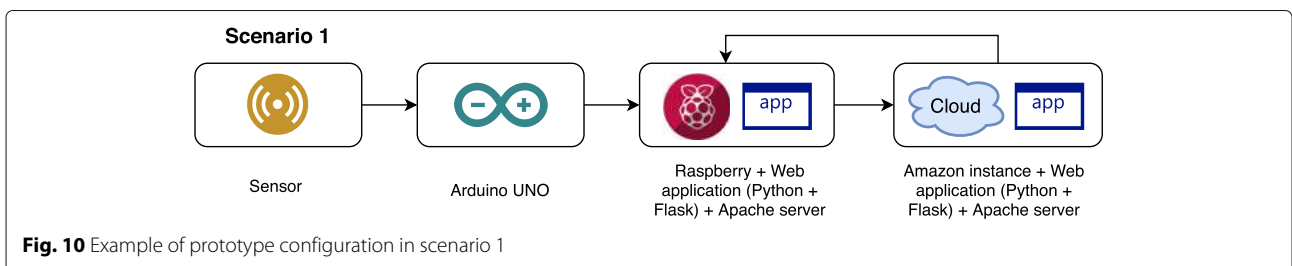 Scenario 1
app
Cloud
app
Sensor
Arduino UNO
Raspberry + Web
application (Python +
Flask) + Apache server
Amazon instance + Web
application (Python +
Flask) + Apache server
Fig. 10 Example of prototype configuration in scenario 1